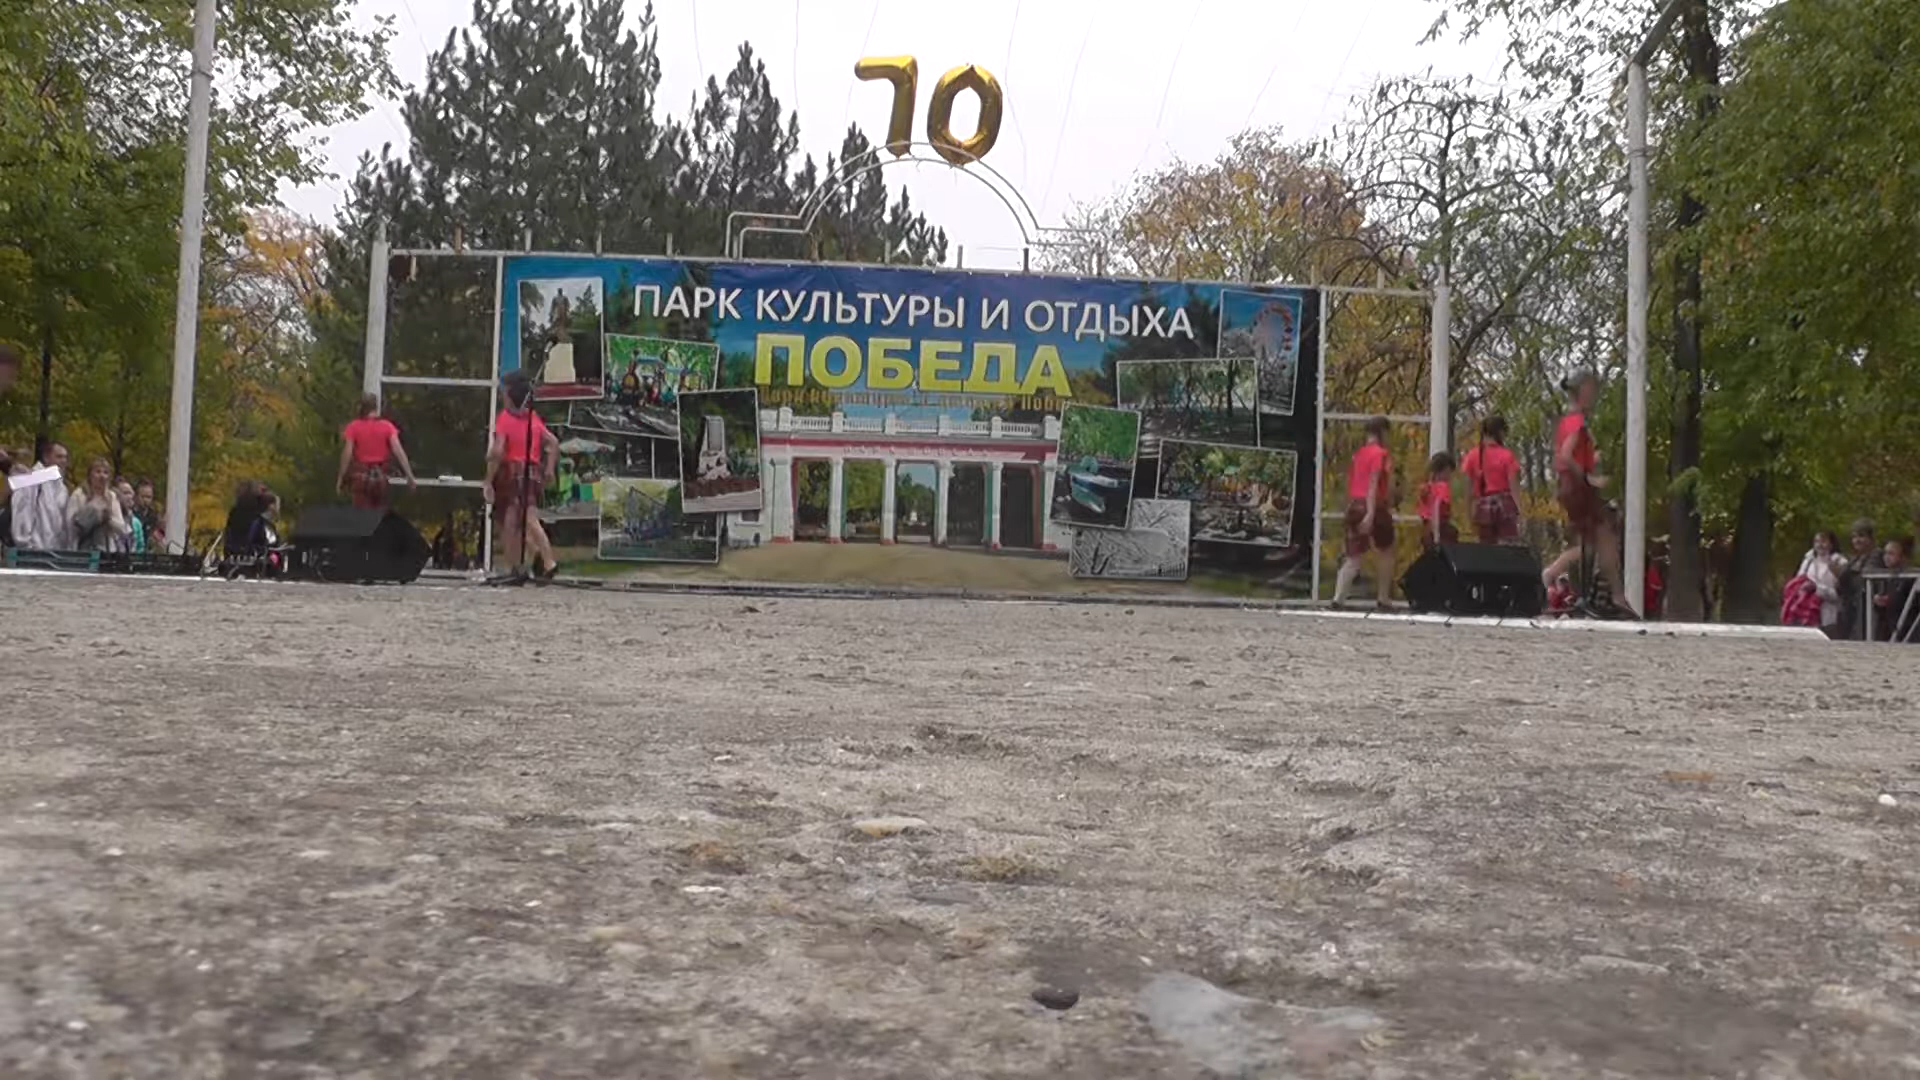 70
ПАРК КУЛЬТУРЫ И ОТДЫХА
ПОБЕДА